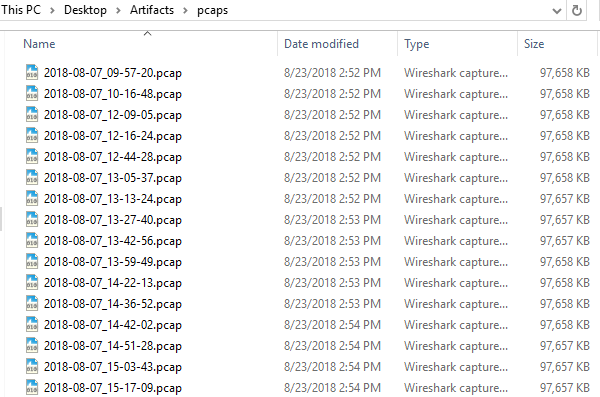 This PC > Desktop > Artifacts > pcaps
Name Date modified Type Size
2018-08-07_09-57-20.pcap 8/23/2018 2:52 PM Wireshark capture... 97,658 KB
2018-08-07_10-16-48.pcap 8/23/2018 2:52 PM Wireshark capture... 97,658 KB
2018-08-07_12-09-05.pcap 8/23/2018 2:52 PM Wireshark capture... 97,658 KB
2018-08-07_12-16-24.pcap 8/23/2018 2:52 PM Wireshark capture... 97,658 KB
2018-08-07_12-44-28.pcap 8/23/2018 2:52 PM Wireshark capture... 97,658 KB
2018-08-07_13-05-37.pcap 8/23/2018 2:52 PM Wireshark capture... 97,658 KB
2018-08-07_13-13-24.pcap 8/23/2018 2:52 PM Wireshark capture... 97,657 KB
2018-08-07_13-27-40.pcap 8/23/2018 2:53 PM Wireshark capture... 97,657 KB
2018-08-07_13-42-56.pcap 8/23/2018 2:53 PM Wireshark capture... 97,657 KB
2018-08-07_13-59-49.pcap 8/23/2018 2:53 PM Wireshark capture... 97,657 KB
2018-08-07_14-22-13.pcap 8/23/2018 2:53 PM Wireshark capture... 97,657 KB
2018-08-07_14-36-52.pcap 8/23/2018 2:53 PM Wireshark capture... 97,657 KB
2018-08-07_14-42-02.pcap 8/23/2018 2:54 PM Wireshark capture... 97,658 KB
2018-08-07_14-51-28.pcap 8/23/2018 2:54 PM Wireshark capture... 97,657 KB
2018-08-07_15-03-43.pcap 8/23/2018 2:54 PM Wireshark capture... 97,657 KB
2018-08-07_15-17-09.pcap 8/23/2018 2:54 PM Wireshark capture... 97,657 KB